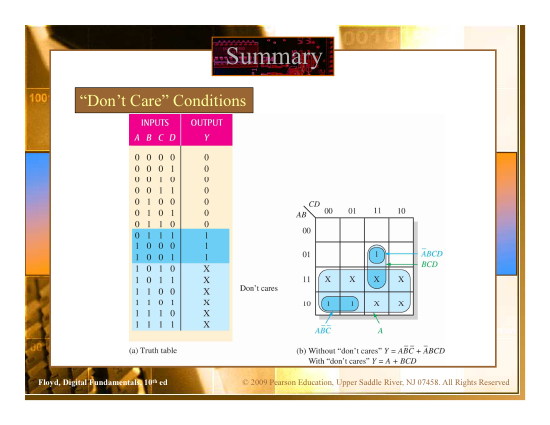 Summary
"Don't Care" Conditions
INPUTS OUTPUT
A B C D Y
0 0 0 0 0
0 0 0 1 0
0 0 1 0 0
0 0 1 1 0
0 1 0 0 0
0 1 0 1 0
0 1 1 0 0
0 1 1 1 1
1 0 0 0 1
1 0 0 1 1
1 0 1 0 X
1 0 1 1 X
1 1 0 0 X
1 1 0 1 X
1 1 1 0 X
1 1 1 1 X
Don't cares
(a) Truth table
CD
AB 00 01 11 10
00
01 1
11 X X X X
10 1 1 X X
A̅BCD
BCD
AB̅C̅
A
(b) Without "don't cares" Y = AB̅C̅ + A̅BCD
With "don't cares" Y = A + BCD
Floyd, Digital Fundamentals, 10th ed
© 2009 Pearson Education, Upper Saddle River, NJ 07458. All Rights Reserved